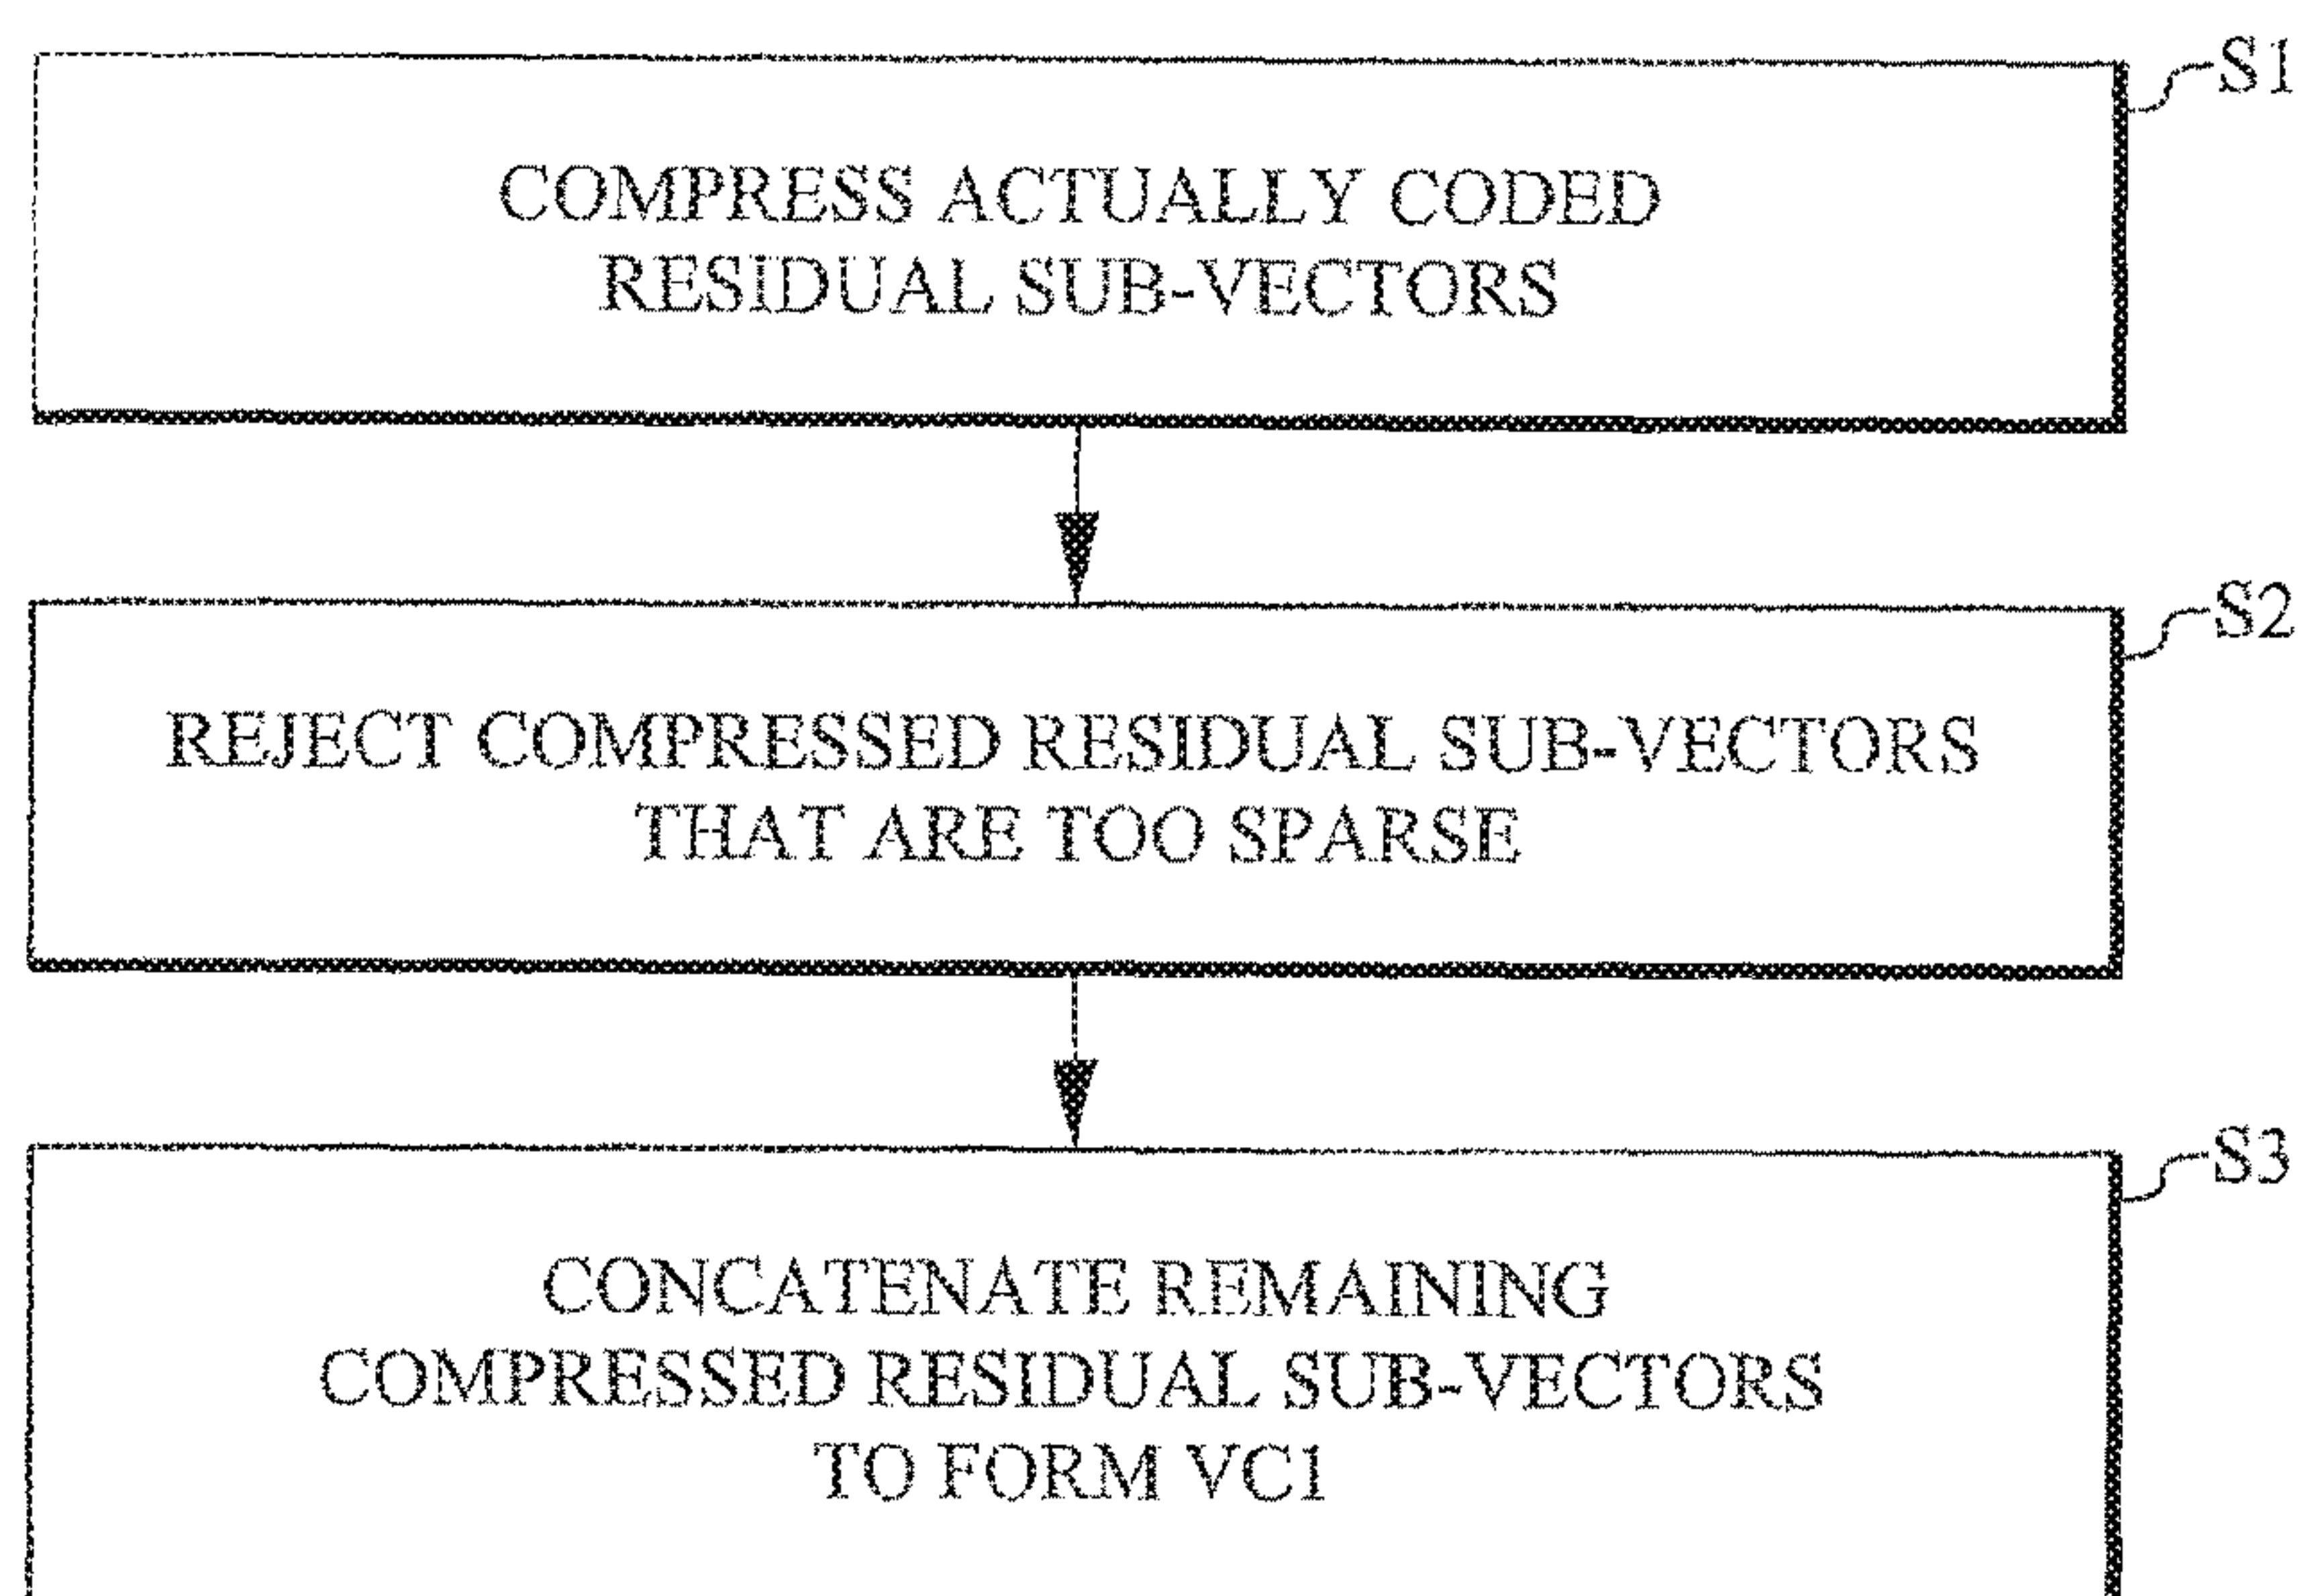 S1
COMPRESS ACTUALLY CODED
RESIDUAL SUB-VECTORS
S2
REJECT COMPRESSED RESIDUAL SUB-VECTORS
THAT ARE TOO SPARSE
S3
CONCATENATE REMAINING
COMPRESSED RESIDUAL SUB-VECTORS
TO FORM VC1